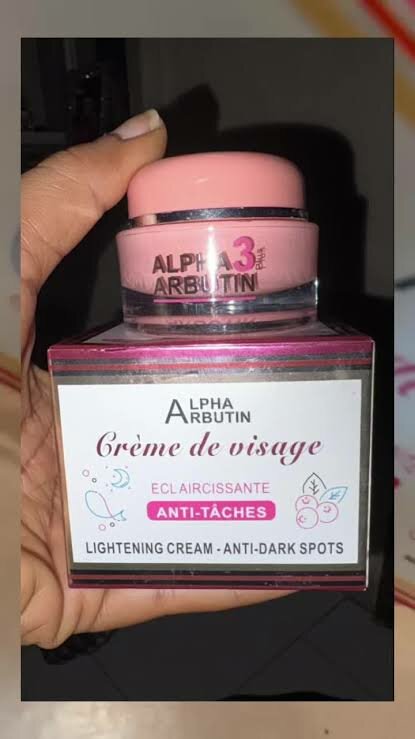 ALPHA 3 PLUS
ARBUTIN
ALPHA
ARBUTIN
Crème de visage
ECLAIRCISSANTE
ANTI-TÂCHES
LIGHTENING CREAM - ANTI-DARK SPOTS